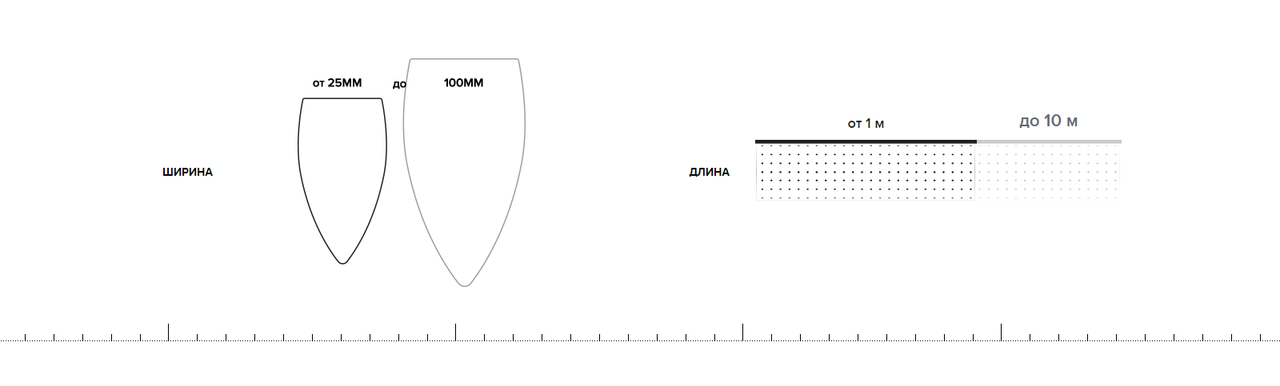 ШИРИНА
от 25ММ
до
100ММ
ДЛИНА
от 1 м
до 10 м